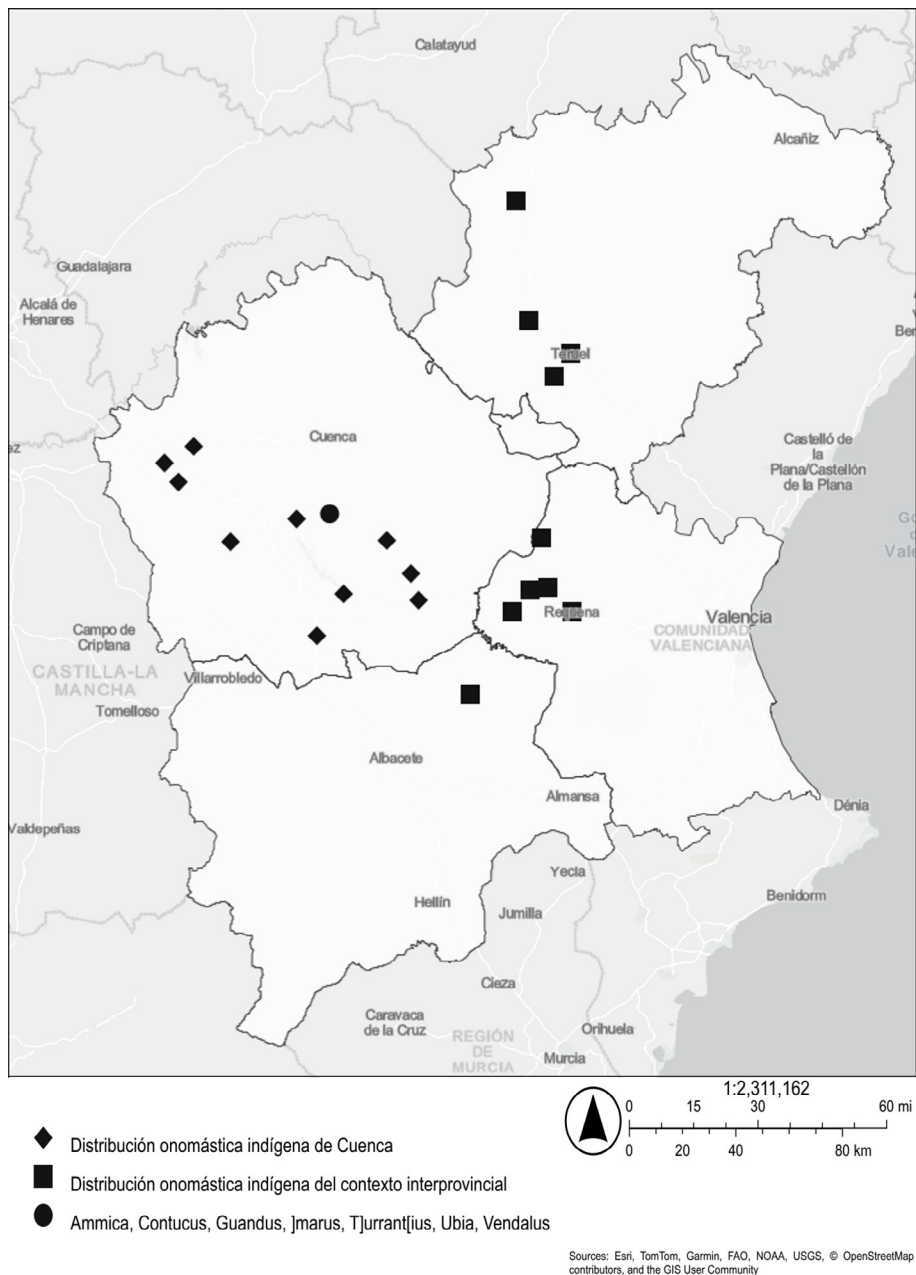 Calatayud
Alcañiz
Guadalajara
Alcalá de
Henares
Teruel
Cuenca
Castelló de
la
Plana/Castellón
de la Plana
Requena
Valencia
COMUNIDAD
VALENCIANA
Campo de
Criptana
CASTILLA-LA
MANCHA
Villarrobledo
Tomelloso
Albacete
Almansa
Dénia
Valdepeñas
Yecla
Benidorm
Hellín
Jumilla
Cieza
Caravaca
de la Cruz
Orihuela
REGIÓN
DE
MURCIA
Murcia
1:2,311,162
0 15 30 60 mi
0 20 40 80 km
Distribución onomástica indígena de Cuenca
Distribución onomástica indígena del contexto interprovincial
Ammica, Contucus, Guandus, ]marus, T]urrant[ius, Ubia, Vendalus
Sources: Esri, TomTom, Garmin, FAO, NOAA, USGS, © OpenStreetMap
contributors, and the GIS User Community